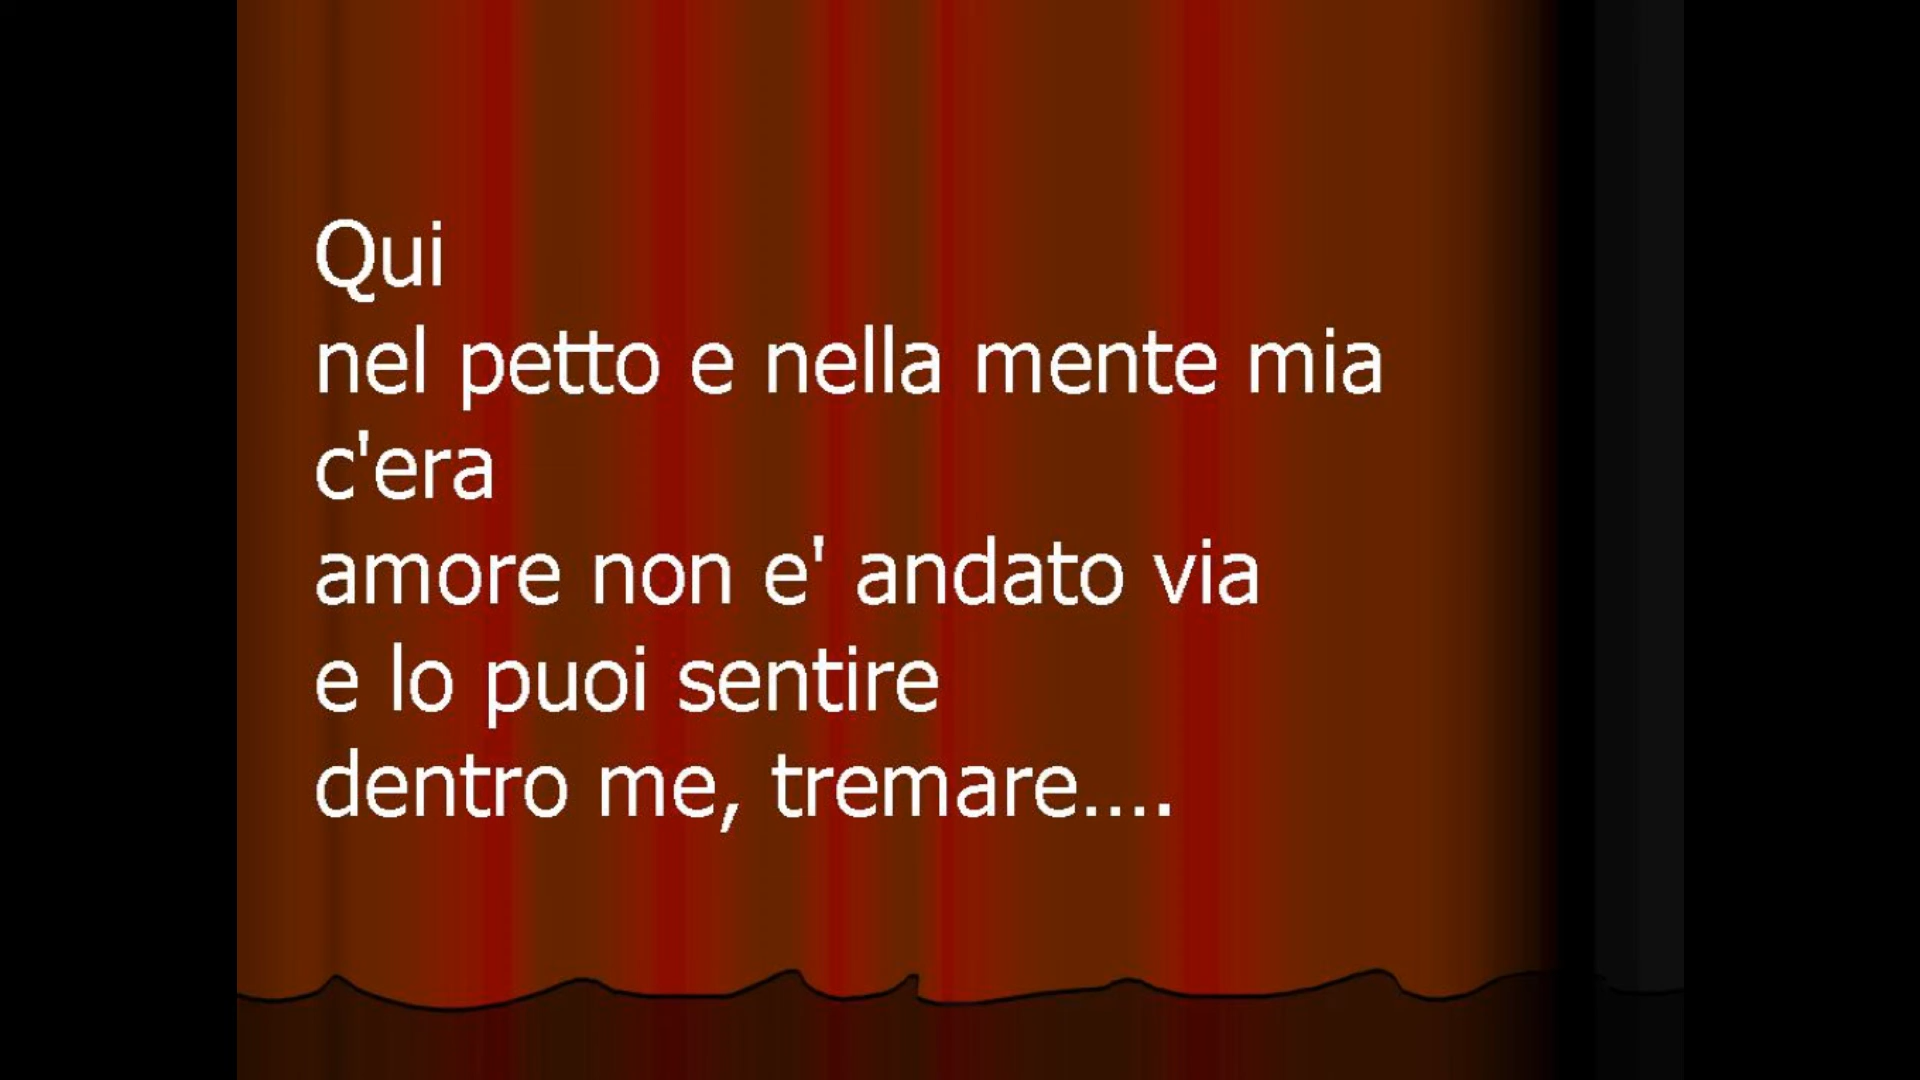 Qui
nel petto e nella mente mia
c'era
amore non e' andato via
e lo puoi sentire
dentro me, tremare....